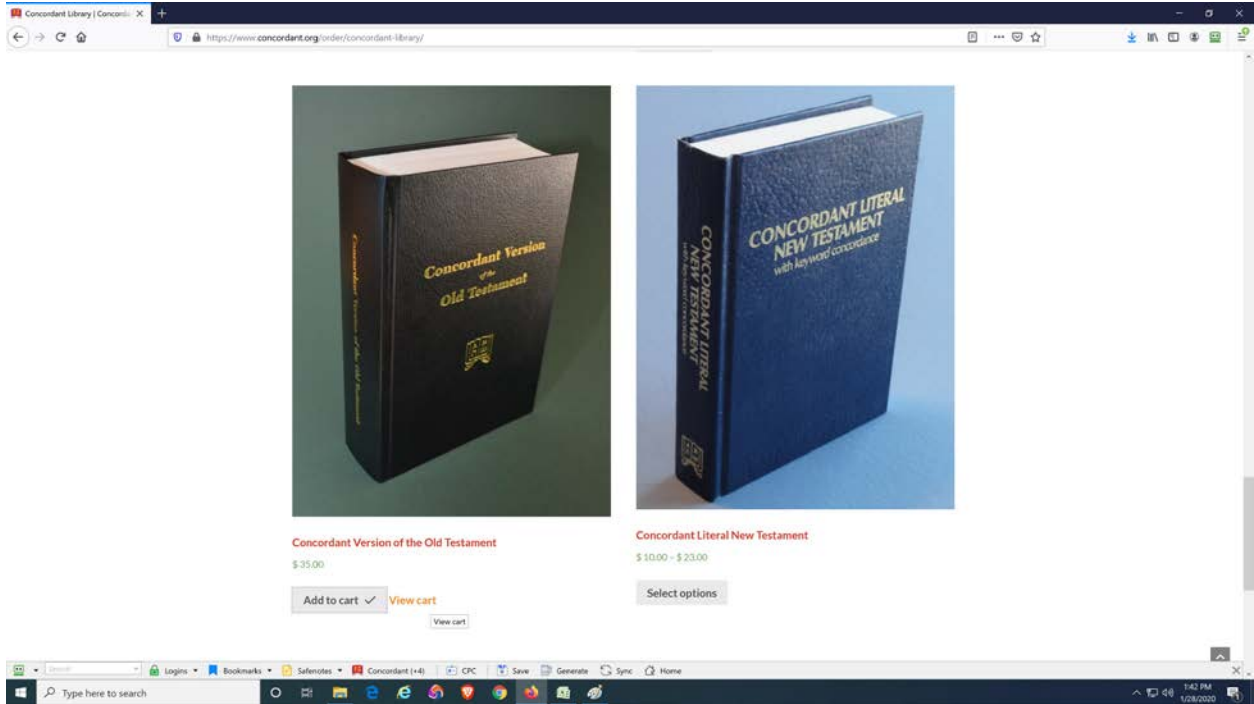 Concordant Library | Concorda
https://www.concordant.org/order/concordant-library/
Concordant Version
of the
Old Testament
Concordant Version of the Old Testament
CONCORDANT LITERAL
NEW TESTAMENT
with keyword concordance
CONCORDANT LITERAL
NEW TESTAMENT
with keyword concordance
Concordant Version of the Old Testament
$ 35.00
Add to cart
View cart
View cart
Concordant Literal New Testament
$ 10.00 – $ 23.00
Select options
Logins Bookmarks Safenotes Concordant (+4) CPC Save Generate Sync Home
Type here to search
1:42 PM
1/28/2020